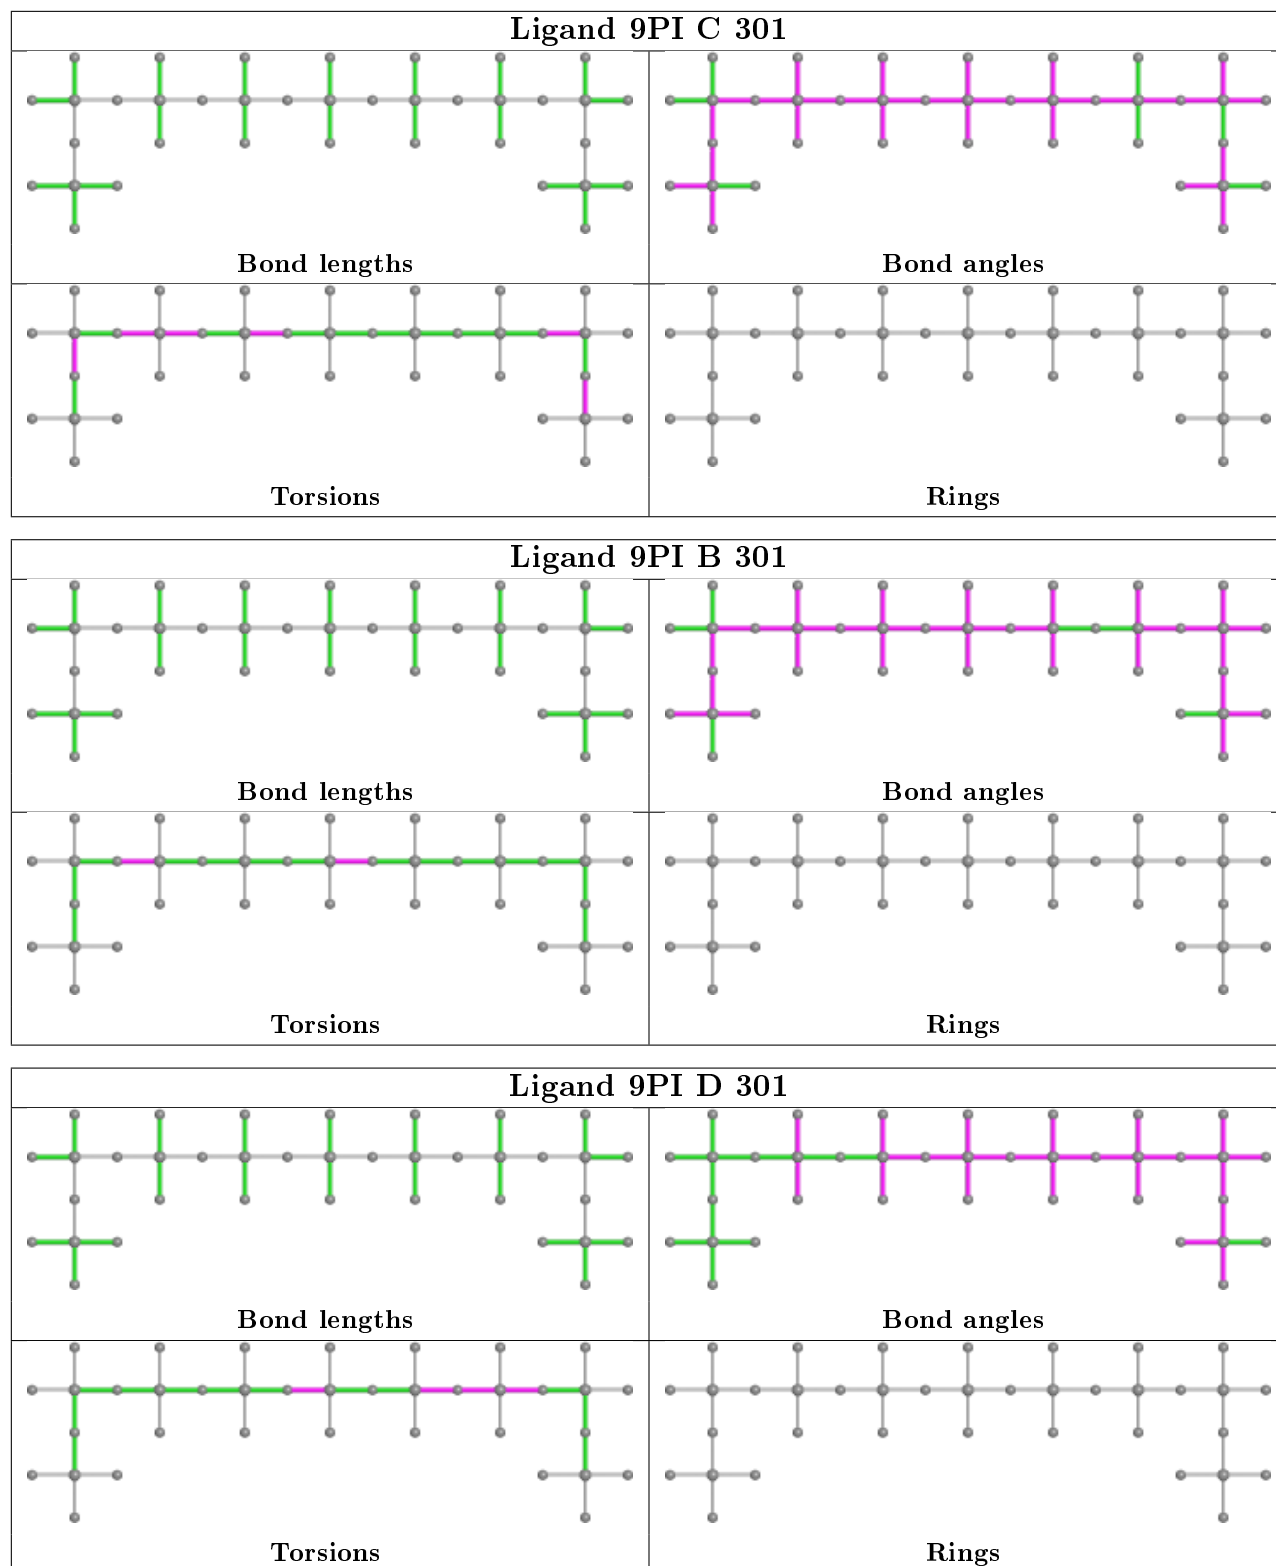 Ligand 9PI C 301
Bond lengths Bond angles
Torsions Rings
Ligand 9PI B 301
Bond lengths Bond angles
Torsions Rings
Ligand 9PI D 301
Bond lengths Bond angles
Torsions Rings